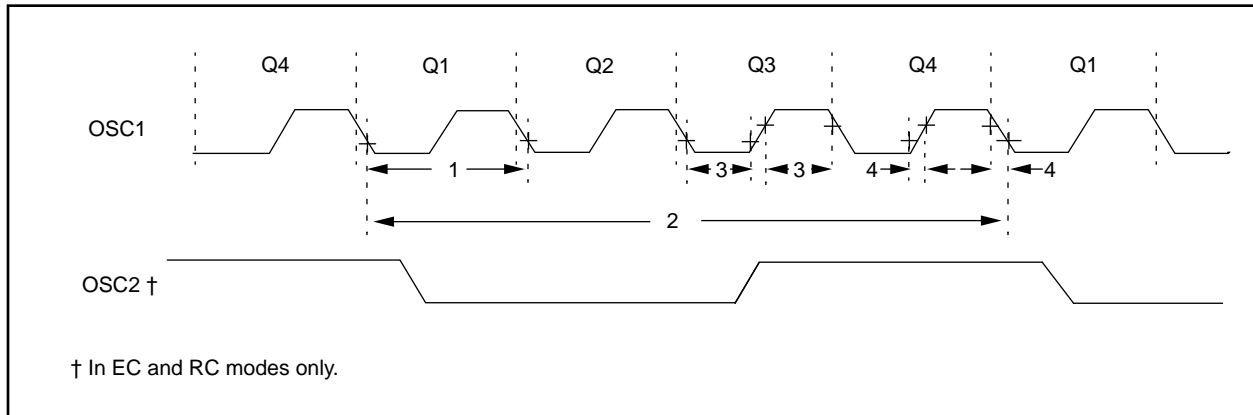 Q4 Q1 Q2 Q3 Q4 Q1
OSC1
1 3 3 4 4
2
OSC2 †
† In EC and RC modes only.